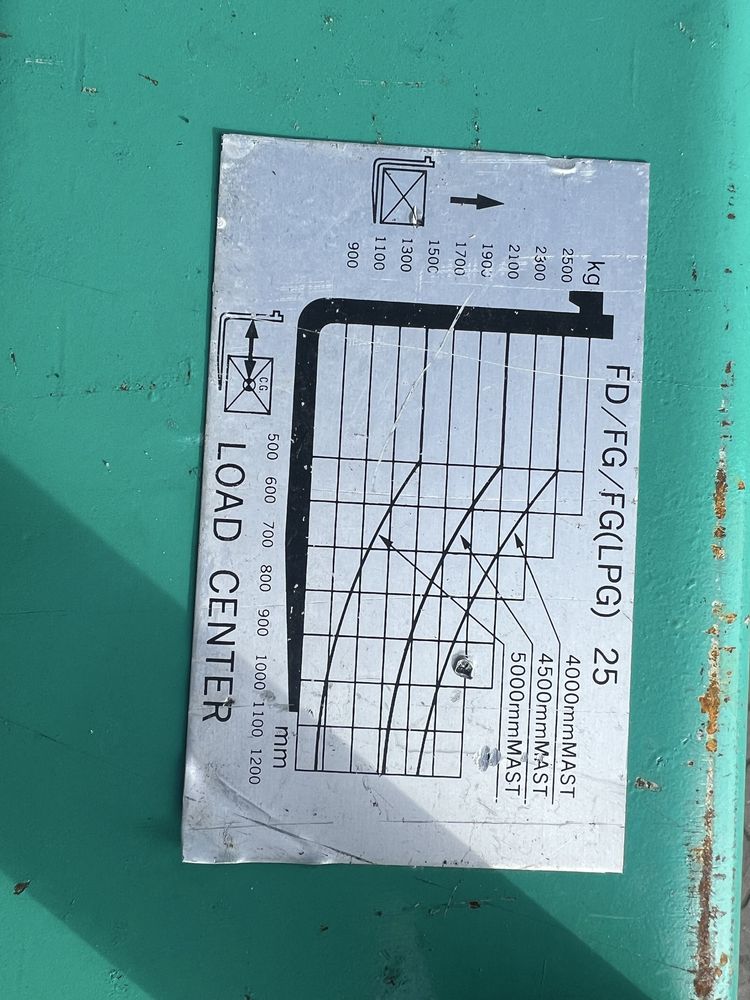 FD/FG/FG(LPG) 25
kg
2500
2300
2100
1900
1700
1500
1300
1100
900
4000mmMAST
4500mmMAST
5000mmMAST
mm
500 600 700 800 900 1000 1100 1200
C.G
LOAD CENTER